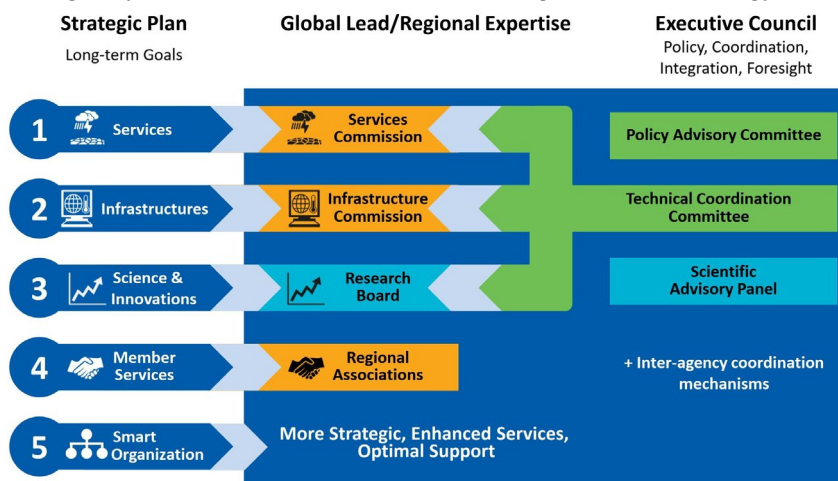 Strategic Plan
Long-term Goals
Global Lead/Regional Expertise
Executive Council
Policy, Coordination,
Integration, Foresight
1
Services
Services
Commission
Policy Advisory Committee
2
Infrastructures
Infrastructure
Commission
Technical Coordination
Committee
3
Science &
Innovations
Research
Board
Scientific
Advisory Panel
4
Member
Services
Regional
Associations
+ Inter-agency coordination
mechanisms
5
Smart
Organization
More Strategic, Enhanced Services,
Optimal Support